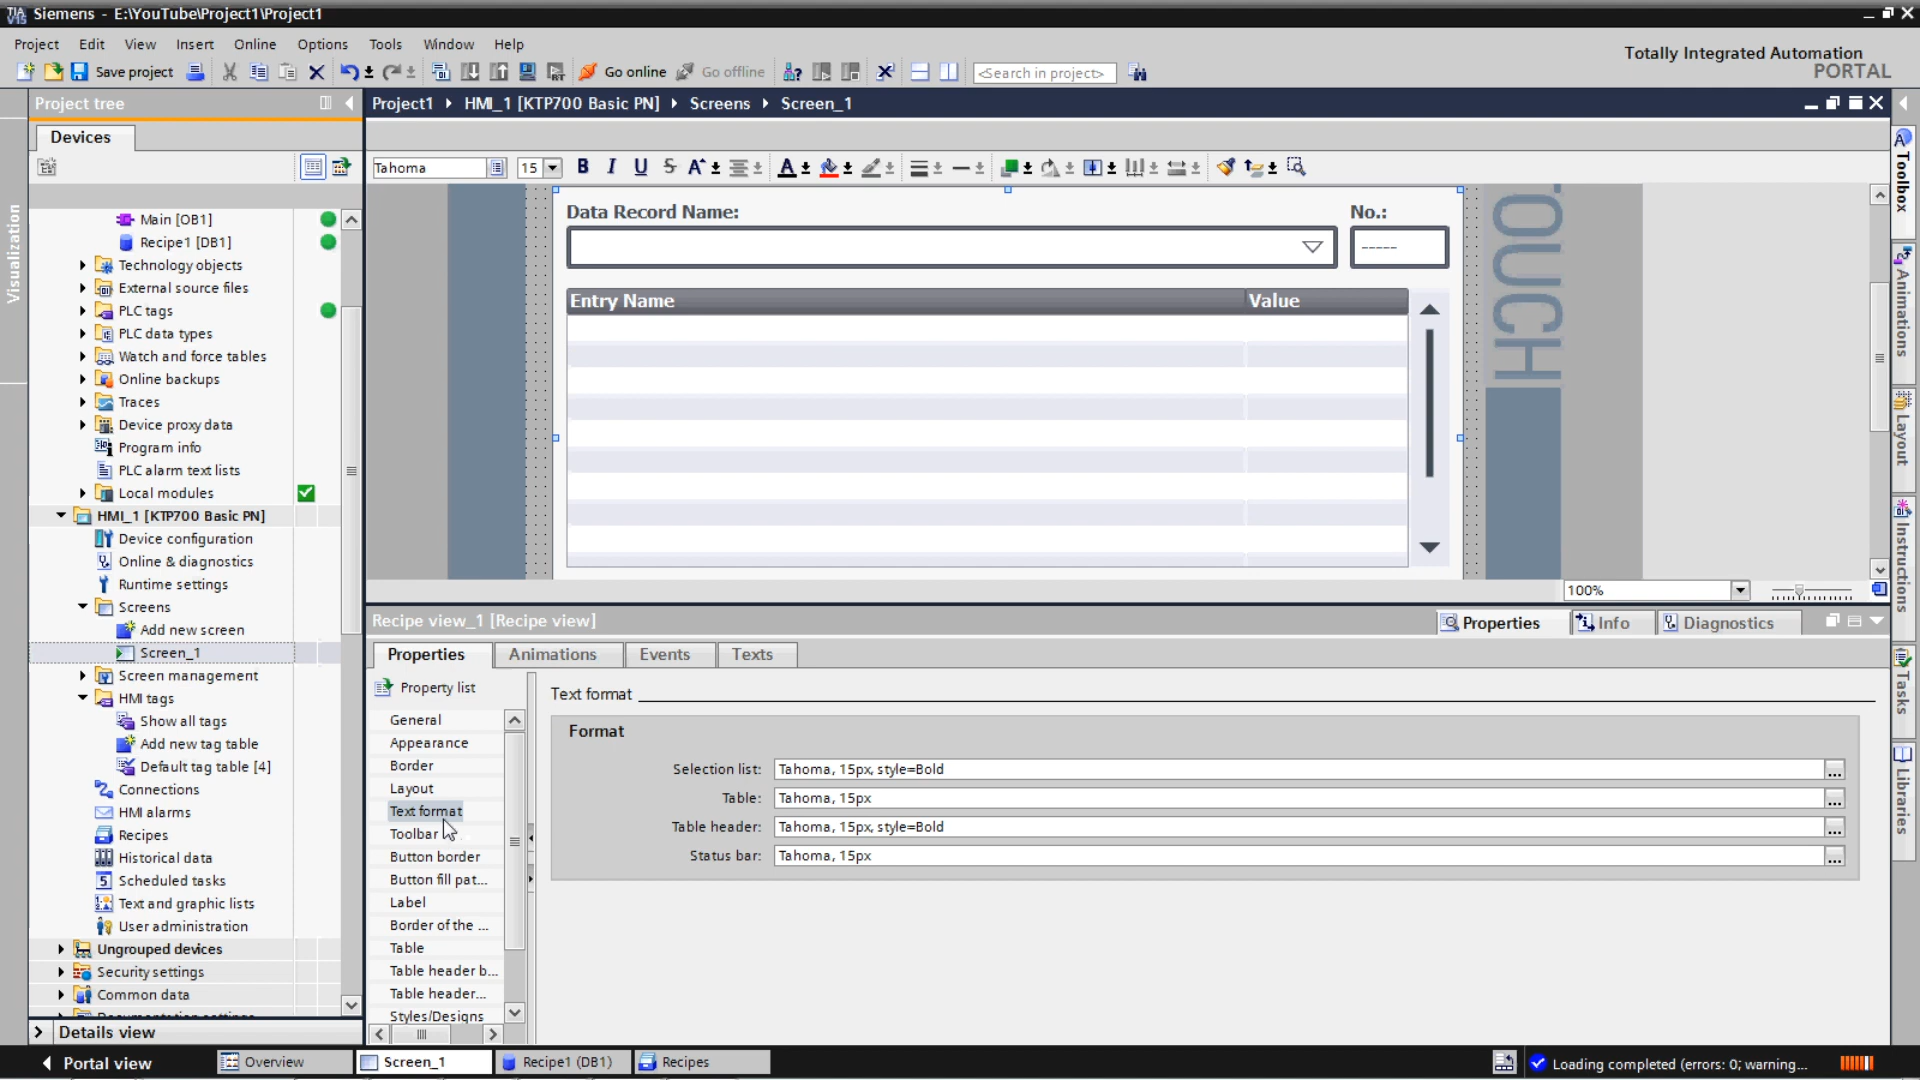 Siemens - E:\YouTube\Project1\Project1
Project Edit View Insert Online Options Tools Window Help
Totally Integrated Automation
PORTAL
Save project
Go online
Go offline
<Search in project>
Project tree
Project1 HMI_1 [KTP700 Basic PN] Screens Screen_1
Devices
Tahoma
15
B I U S
Visualization
Main [OB1]
Recipe1 [DB1]
Technology objects
External source files
PLC tags
PLC data types
Watch and force tables
Online backups
Traces
Device proxy data
Program info
PLC alarm text lists
Local modules
HMI_1 [KTP700 Basic PN]
Device configuration
Online & diagnostics
Runtime settings
Screens
Add new screen
Screen_1
Screen management
HMI tags
Show all tags
Add new tag table
Default tag table [4]
Connections
HMI alarms
Recipes
Historical data
Scheduled tasks
Text and graphic lists
User administration
Ungrouped devices
Security settings
Common data
Details view
Data Record Name:
No.:
-----
Entry Name
Value
OUCH
100%
Recipe view_1 [Recipe view]
Properties
Info
Diagnostics
Properties
Animations
Events
Texts
Property list
General
Appearance
Border
Layout
Text format
Toolbar
Button border
Button fill pat...
Label
Border of the ...
Table
Table header b...
Table header...
Styles/Designs
Text format
Format
Selection list: Tahoma, 15px, style=Bold
Table: Tahoma, 15px
Table header: Tahoma, 15px, style=Bold
Status bar: Tahoma, 15px
Toolbox
Animations
Layout
Instructions
Tasks
Libraries
Portal view
Overview
Screen_1
Recipe1 (DB1)
Recipes
Loading completed (errors: 0; warning...